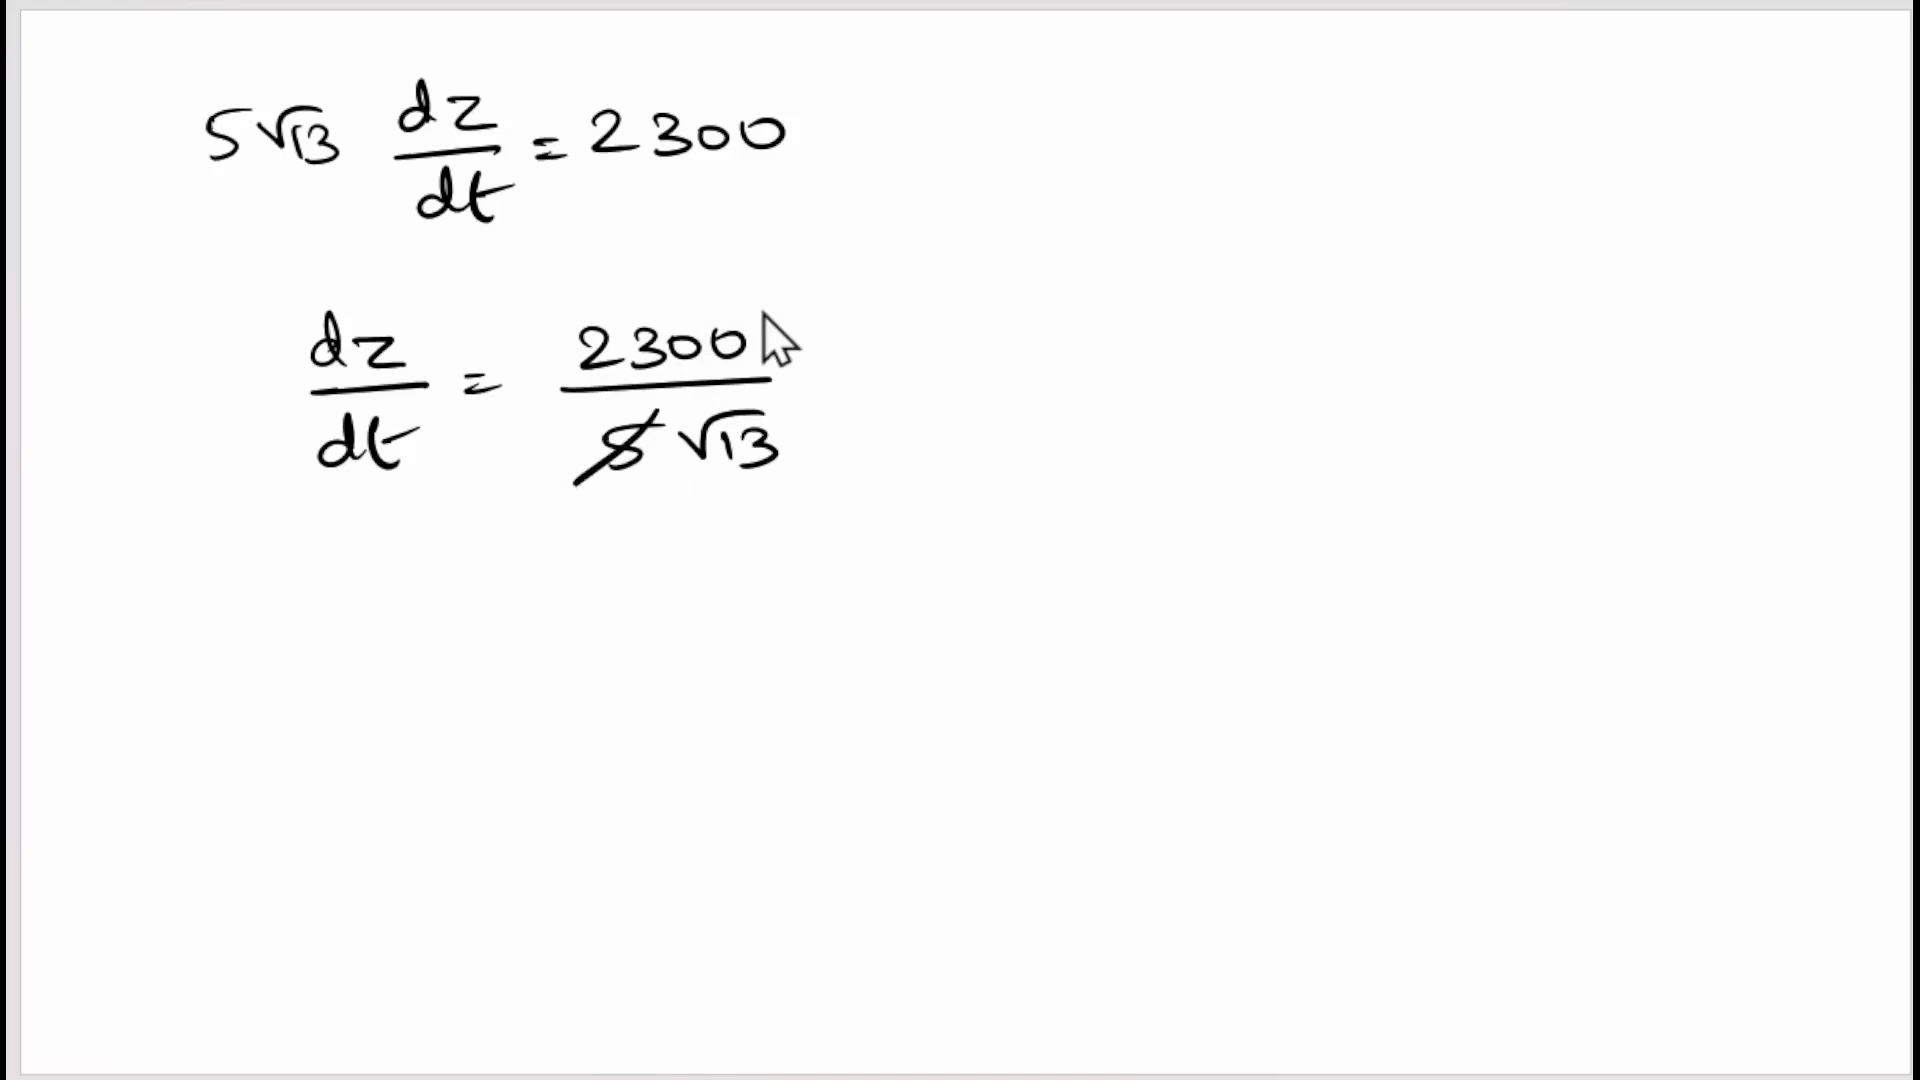 5√13 dz/dt = 2300
dz/dt = 2300/5√13